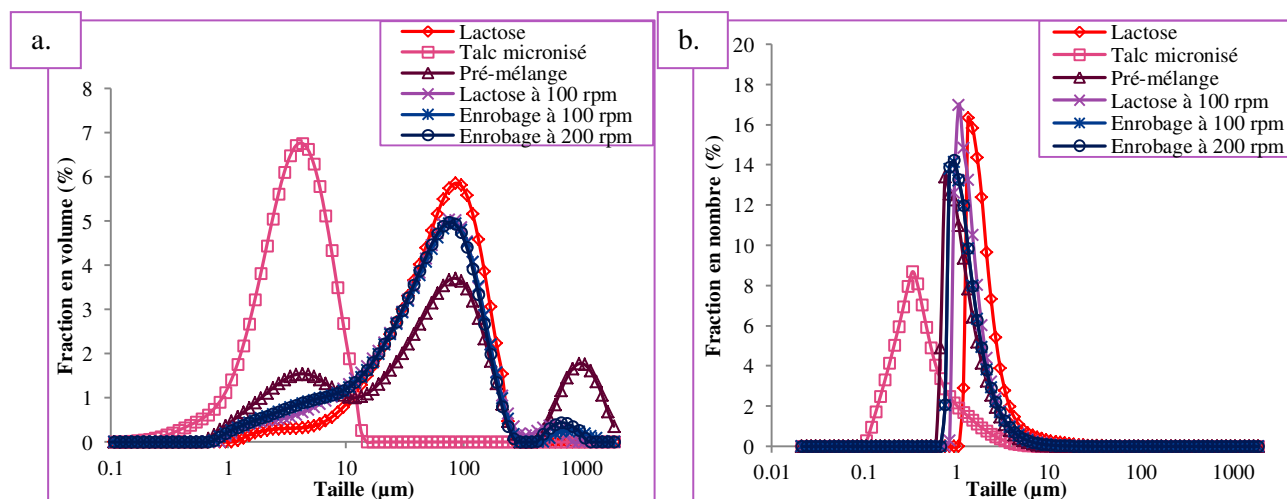 a.
Lactose
Talc micronisé
Pré-mélange
Lactose à 100 rpm
Enrobage à 100 rpm
Enrobage à 200 rpm
Fraction en volume (%)
8
7
6
5
4
3
2
1
0
0.1 1 10 100 1000
Taille (µm)
b.
Lactose
Talc micronisé
Pré-mélange
Lactose à 100 rpm
Enrobage à 100 rpm
Enrobage à 200 rpm
Fraction en nombre (%)
20
18
16
14
12
10
8
6
4
2
0
0.01 0.1 1 10 100 1000
Taille (µm)